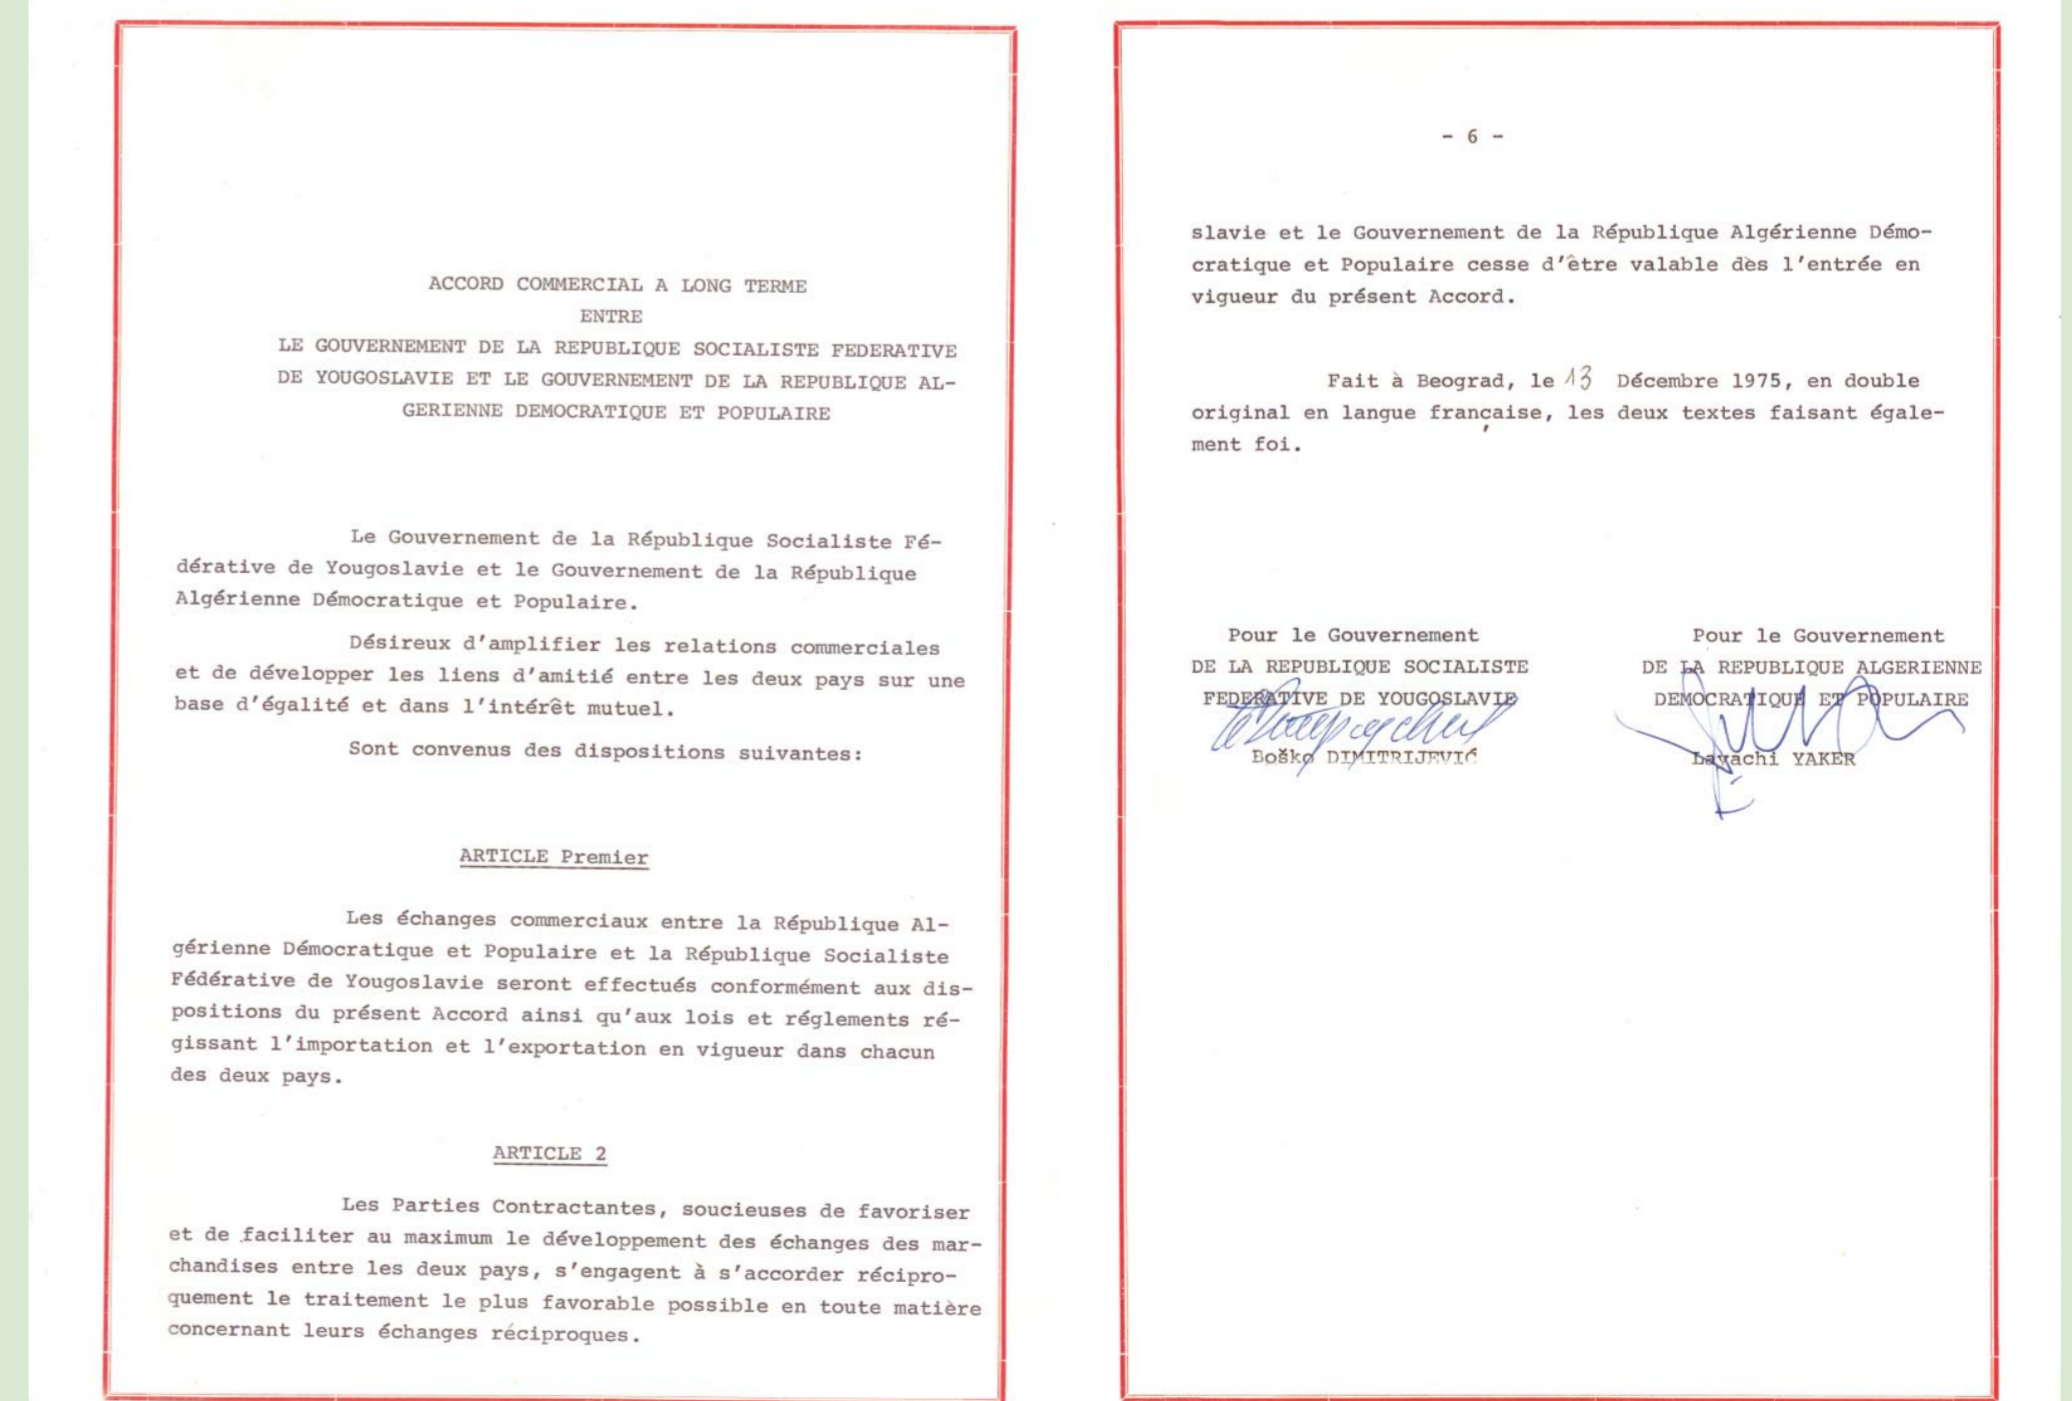 ACCORD COMMERCIAL A LONG TERME
ENTRE
LE GOUVERNEMENT DE LA REPUBLIQUE SOCIALISTE FEDERATIVE
DE YOUGOSLAVIE ET LE GOUVERNEMENT DE LA REPUBLIQUE AL-
GERIENNE DEMOCRATIQUE ET POPULAIRE
Le Gouvernement de la République Socialiste Fé-
dérative de Yougoslavie et le Gouvernement de la République
Algérienne Démocratique et Populaire.
Désireux d'amplifier les relations commerciales
et de développer les liens d'amitié entre les deux pays sur une
base d'égalité et dans l'intérêt mutuel.
Sont convenus des dispositions suivantes:
ARTICLE Premier
Les échanges commerciaux entre la République Al-
gérienne Démocratique et Populaire et la République Socialiste
Fédérative de Yougoslavie seront effectués conformément aux dis-
positions du présent Accord ainsi qu'aux lois et réglements ré-
gissant l'importation et l'exportation en vigueur dans chacun
des deux pays.
ARTICLE 2
Les Parties Contractantes, soucieuses de favoriser
et de faciliter au maximum le développement des échanges des mar-
chandises entre les deux pays, s'engagent à s'accorder récipro-
quement le traitement le plus favorable possible en toute matière
concernant leurs échanges réciproques.
- 6 -
slavie et le Gouvernement de la République Algérienne Démo-
cratique et Populaire cesse d'être valable dès l'entrée en
vigueur du présent Accord.
Fait à Beograd, le 13 Décembre 1975, en double
original en langue française, les deux textes faisant égale-
ment foi.
Pour le Gouvernement
DE LA REPUBLIQUE SOCIALISTE
FEDERATIVE DE YOUGOSLAVIE
Boško DIMITRIJEVIĆ
Pour le Gouvernement
DE LA REPUBLIQUE ALGERIENNE
DEMOCRATIQUE ET POPULAIRE
Layachi YAKER